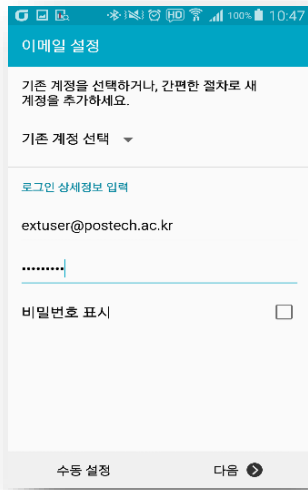 HD 100% 10:47
이메일 설정
기존 계정을 선택하거나, 간편한 절차로 새
계정을 추가하세요.
기존 계정 선택
로그인 상세정보 입력
extuser@postech.ac.kr
•••••••••
비밀번호 표시
수동 설정 다음